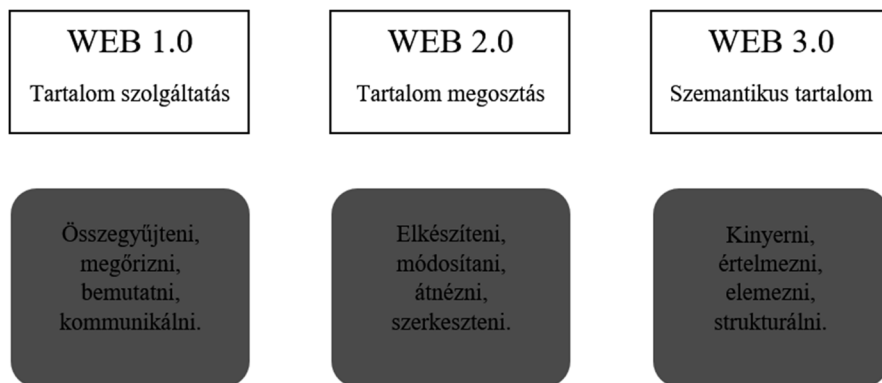 WEB 1.0
Tartalom szolgáltatás
WEB 2.0
Tartalom megosztás
WEB 3.0
Szemantikus tartalom
Összegyűjteni,
megőrizni,
bemutatni,
kommunikálni.
Elkészíteni,
módosítani,
átnézni,
szerkeszteni.
Kinyerni,
értelmezni,
elemezni,
strukturálni.